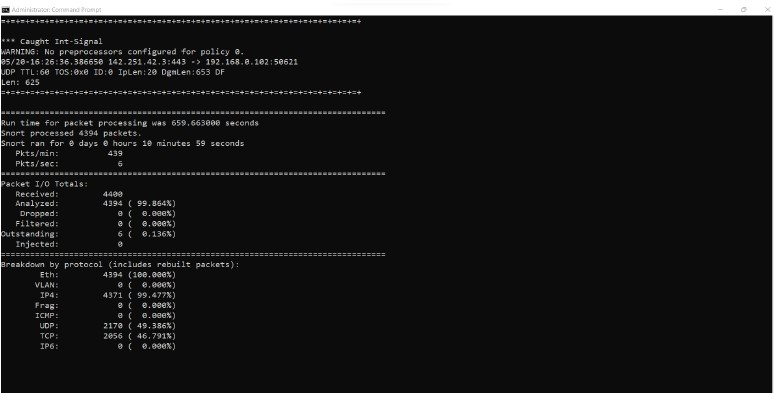 Administrator: Command Prompt
=+=+=+=+=+=+=+=+=+=+=+=+=+=+=+=+=+=+=+=+=+=+=+=+=+=+=+=+=+=+=+=+=+=+=+=+=+
*** Caught Int-Signal
WARNING: No preprocessors configured for policy 0.
05/20-16:26:36.386650 142.251.42.3:443 -> 192.168.0.102:50621
UDP TTL:60 TOS:0x0 ID:0 IpLen:20 DgmLen:653 DF
Len: 625
=+=+=+=+=+=+=+=+=+=+=+=+=+=+=+=+=+=+=+=+=+=+=+=+=+=+=+=+=+=+=+=+=+=+=+=+=+
===============================================================================
Run time for packet processing was 659.663000 seconds
Snort processed 4394 packets.
Snort ran for 0 days 0 hours 10 minutes 59 seconds
Pkts/min: 439
Pkts/sec: 6
===============================================================================
Packet I/O Totals:
Received: 4400
Analyzed: 4394 ( 99.864%)
Dropped: 0 ( 0.000%)
Filtered: 0 ( 0.000%)
Outstanding: 6 ( 0.136%)
Injected: 0
===============================================================================
Breakdown by protocol (includes rebuilt packets):
Eth: 4394 (100.000%)
VLAN: 0 ( 0.000%)
IP4: 4371 ( 99.477%)
Frag: 0 ( 0.000%)
ICMP: 0 ( 0.000%)
UDP: 2170 ( 49.386%)
TCP: 2056 ( 46.791%)
IP6: 0 ( 0.000%)